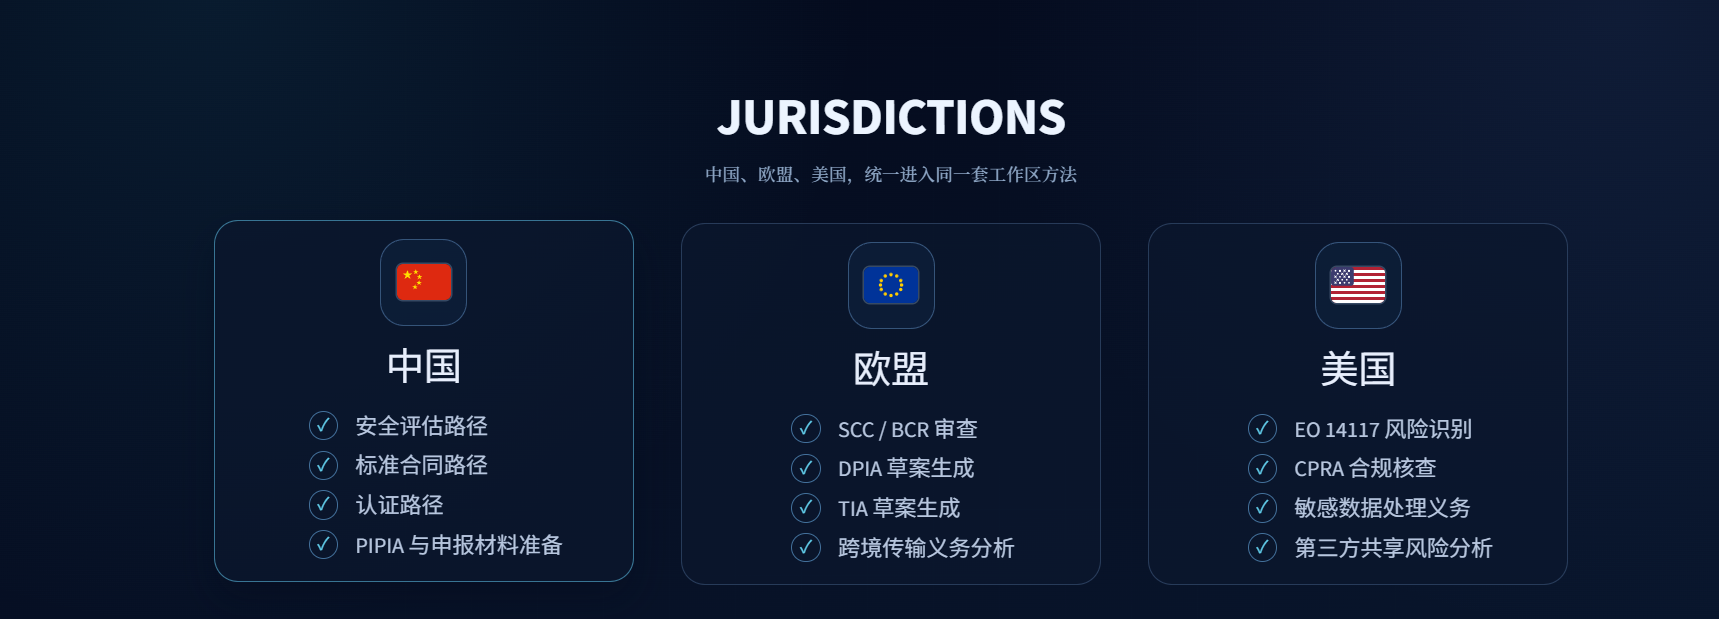 JURISDICTIONS
中国、欧盟、美国，统一进入同一套工作区方法
中国
安全评估路径
标准合同路径
认证路径
PIPIA 与申报材料准备
欧盟
SCC / BCR 审查
DPIA 草案生成
TIA 草案生成
跨境传输义务分析
美国
EO 14117 风险识别
CPRA 合规核查
敏感数据处理义务
第三方共享风险分析